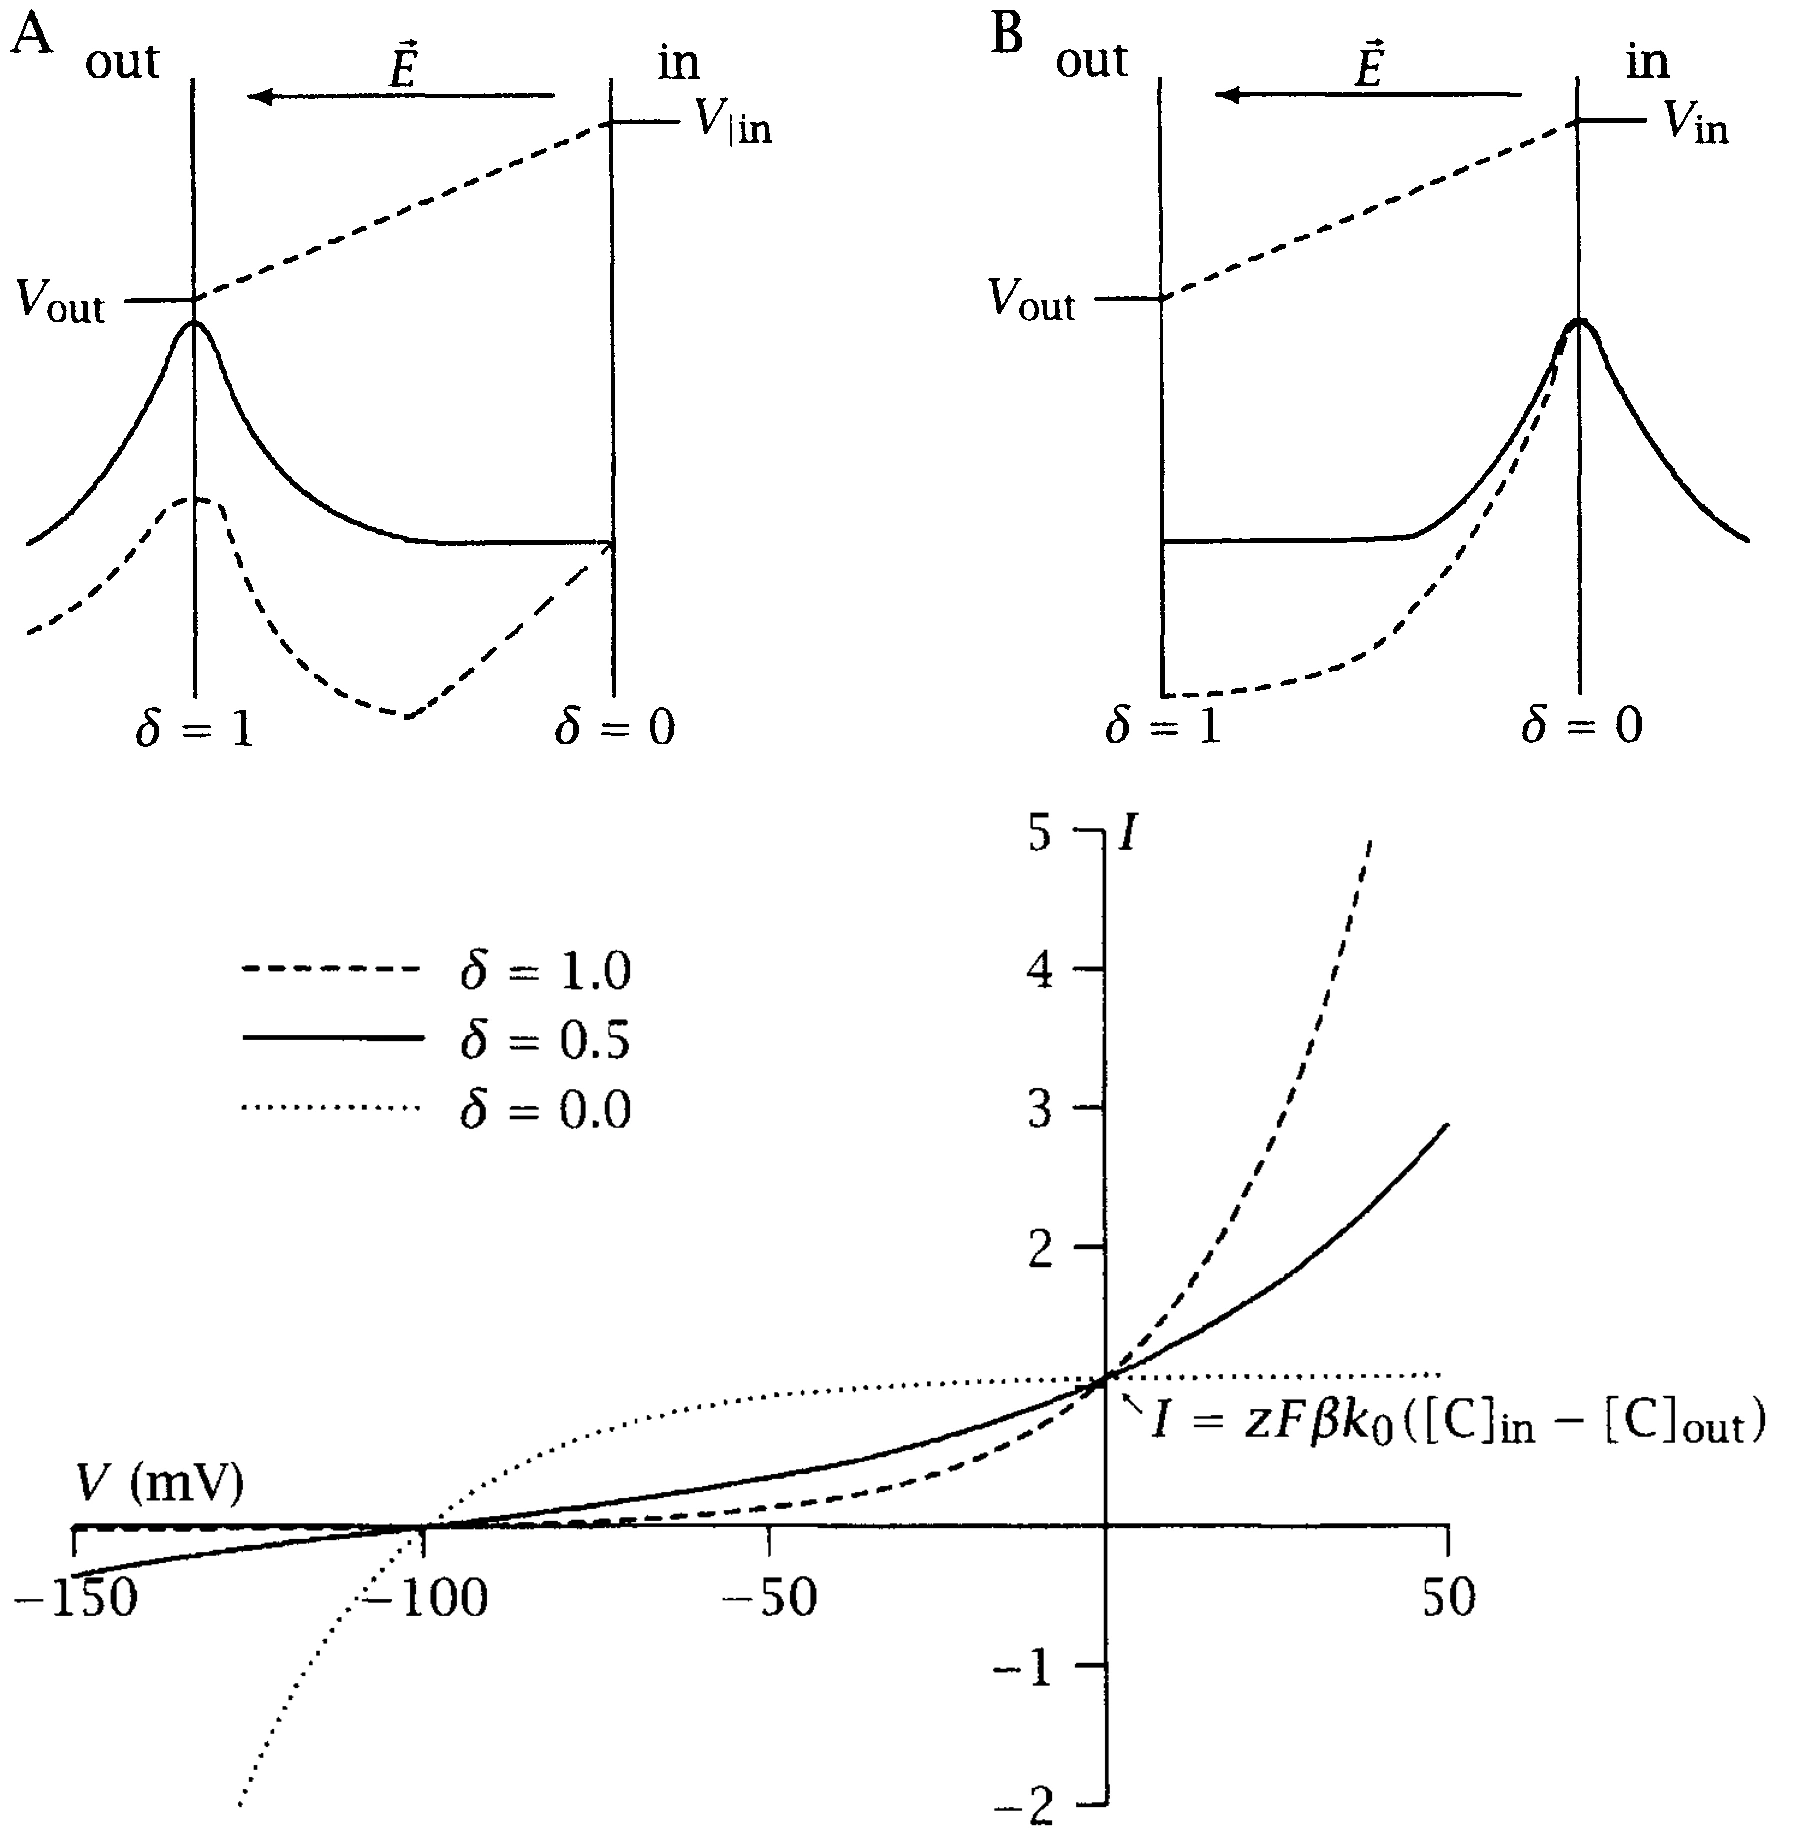 A out E⃗ in
V|in
Vout
δ = 1 δ = 0
B out E⃗ in
Vin
Vout
δ = 1 δ = 0
5 I
δ = 1.0
4
δ = 0.5
3
δ = 0.0
2
I = zFβk0([C]in − [C]out)
V (mV)
−150 −100 −50 50
−1
−2